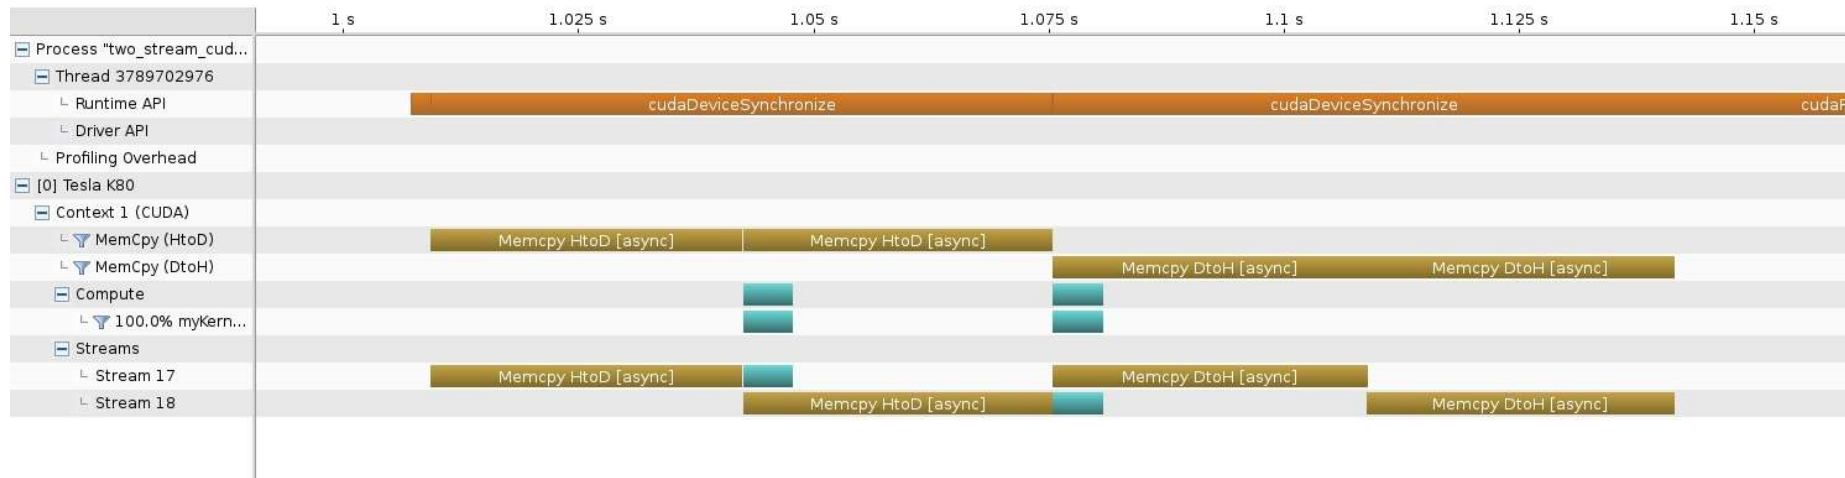 1 s 1.025 s 1.05 s 1.075 s 1.1 s 1.125 s 1.15 s
Process "two_stream_cud...
Thread 3789702976
Runtime API cudaDeviceSynchronize cudaDeviceSynchronize cudaF
Driver API
Profiling Overhead
[0] Tesla K80
Context 1 (CUDA)
MemCpy (HtoD) Memcpy HtoD [async] Memcpy HtoD [async]
MemCpy (DtoH) Memcpy DtoH [async] Memcpy DtoH [async]
Compute
100.0% myKern...
Streams
Stream 17 Memcpy HtoD [async] Memcpy DtoH [async]
Stream 18 Memcpy HtoD [async] Memcpy DtoH [async]